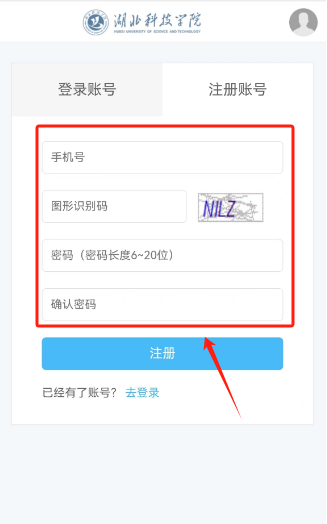 湖北科技学院
HUBEI UNIVERSITY OF SCIENCE AND TECHNOLOGY
登录账号
注册账号
手机号
图形识别码
NILZ
密码（密码长度6~20位）
确认密码
注册
已经有了账号？ 去登录